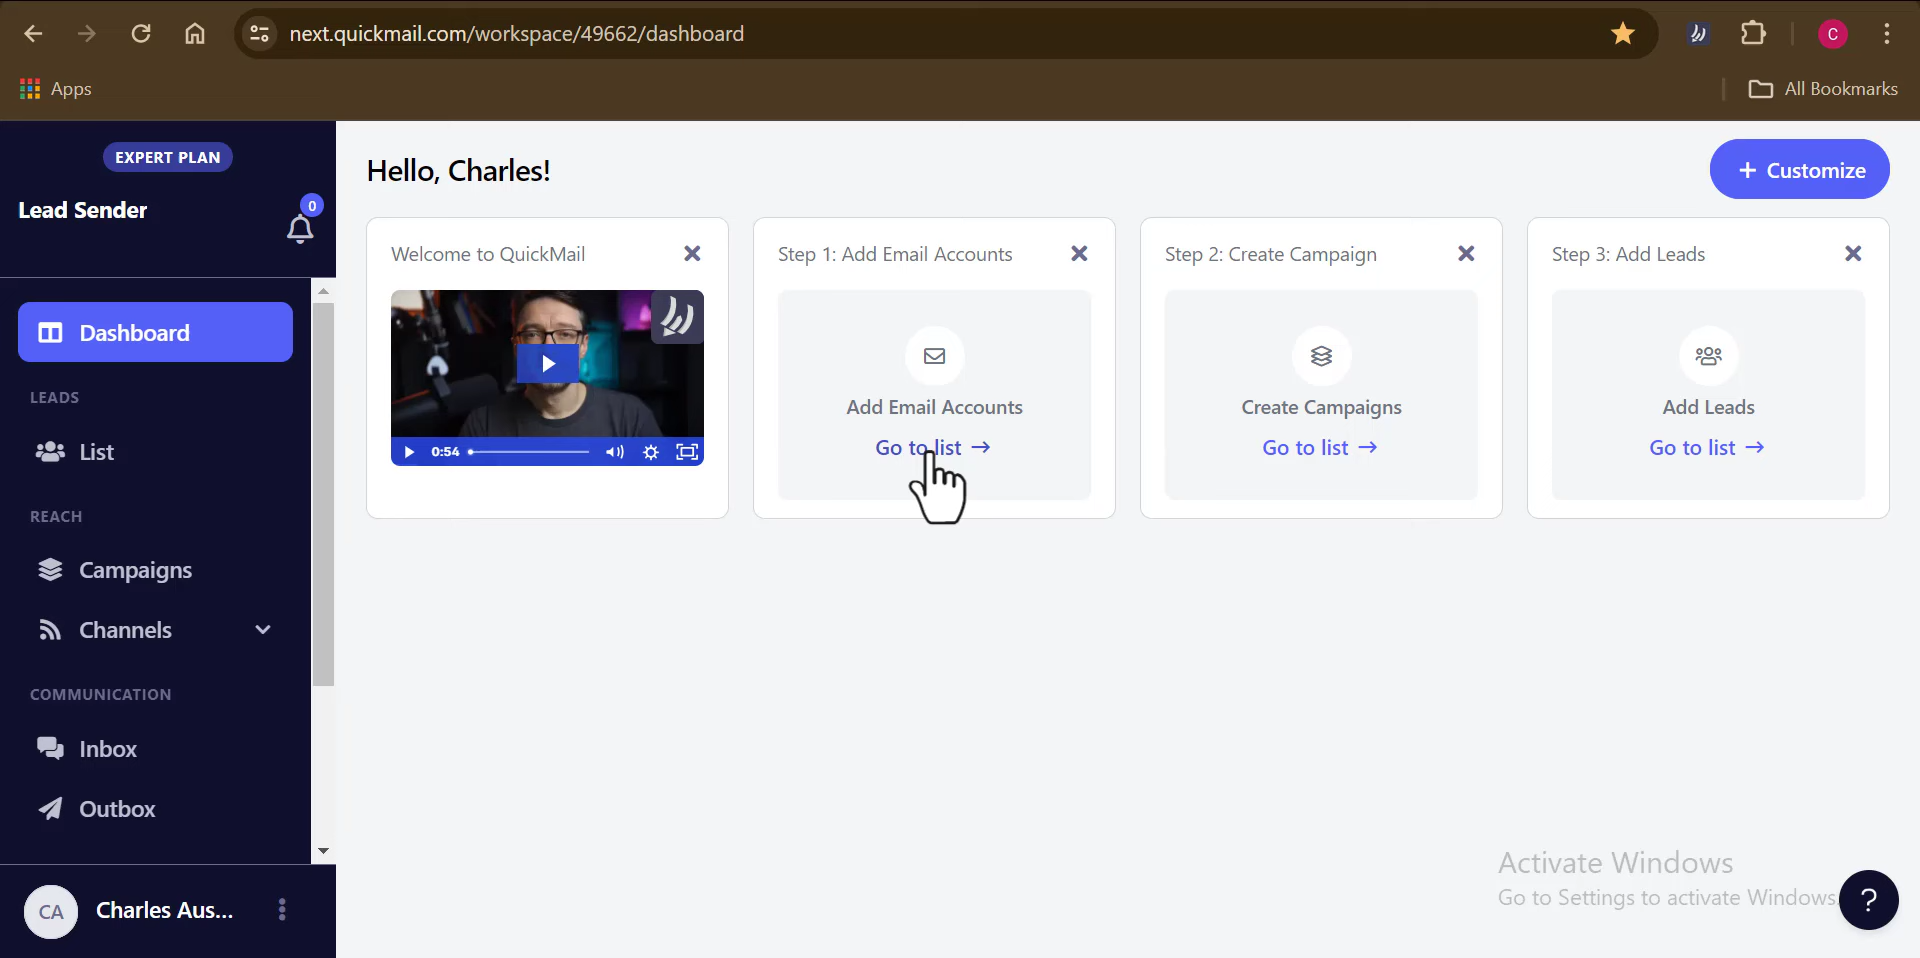 next.quickmail.com/workspace/49662/dashboard
C
Apps
All Bookmarks
EXPERT PLAN
Lead Sender
0
Dashboard
LEADS
List
REACH
Campaigns
Channels
COMMUNICATION
Inbox
Outbox
CA
Charles Aus...
Hello, Charles!
+ Customize
Welcome to QuickMail
0:54
Step 1: Add Email Accounts
Add Email Accounts
Go to list →
Step 2: Create Campaign
Create Campaigns
Go to list →
Step 3: Add Leads
Add Leads
Go to list →
Activate Windows
Go to Settings to activate Windows.
?